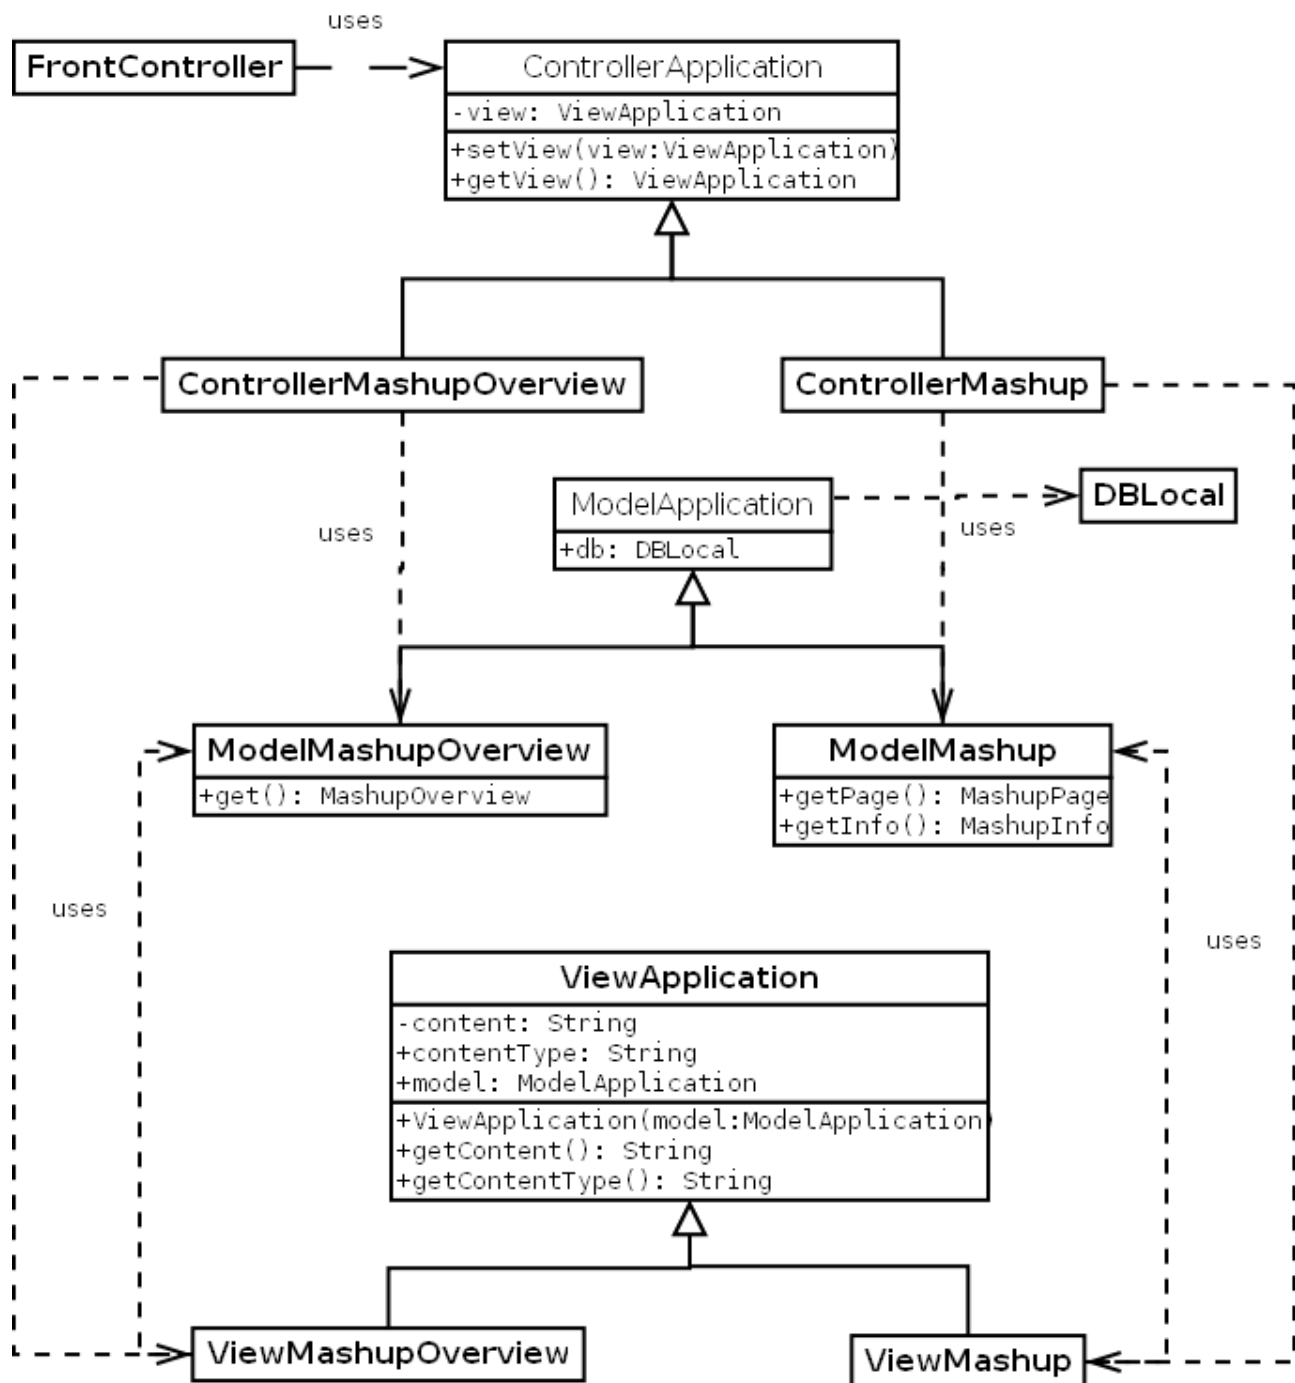 uses
FrontController
ControllerApplication
-view: ViewApplication
+setView(view:ViewApplication)
+getView(): ViewApplication
ControllerMashupOverview
ControllerMashup
ModelApplication
+db: DBLocal
DBLocal
uses
uses
ModelMashupOverview
+get(): MashupOverview
ModelMashup
+getPage(): MashupPage
+getInfo(): MashupInfo
uses
uses
ViewApplication
-content: String
+contentType: String
+model: ModelApplication
+ViewApplication(model:ModelApplication)
+getContent(): String
+getContentType(): String
ViewMashupOverview
ViewMashup